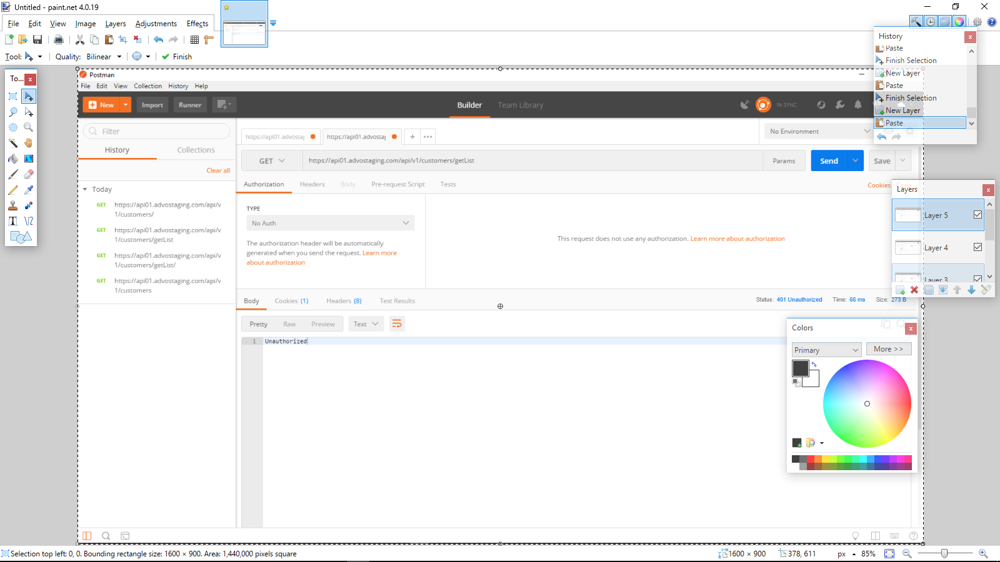 Untitled - paint.net 4.0.19
File Edit View Image Layers Adjustments Effects
Tool: Quality: Bilinear Finish
To...
Postman
File Edit View Collection History Help
New Import Runner Builder Team Library IN SYNC
Filter
https://api01.advostag https://api01.advostag + No Environment
History Collections
GET https://api01.advostaging.com/api/v1/customers/getList Params Send Save
Clear all
Authorization Headers Body Pre-request Script Tests Cookies
Today
GET https://api01.advostaging.com/api/v
1/customers/
GET https://api01.advostaging.com/api/v
1/customers/getList
GET https://api01.advostaging.com/api/v
1/customers/getList/
GET https://api01.advostaging.com/api/v
1/customers
TYPE
No Auth
The authorization header will be automatically
generated when you send the request. Learn more
about authorization
This request does not use any authorization. Learn more about authorization
Body Cookies (1) Headers (8) Test Results Status: 401 Unauthorized Time: 66 ms Size: 273 B
Pretty Raw Preview Text
1 Unauthorized
History
Paste
Finish Selection
New Layer
Paste
Finish Selection
New Layer
Paste
Layers
Layer 5
Layer 4
Layer 3
Colors
Primary More >>
Selection top left: 0, 0. Bounding rectangle size: 1600 × 900. Area: 1,440,000 pixels square 1600 × 900 378, 611 px 85%